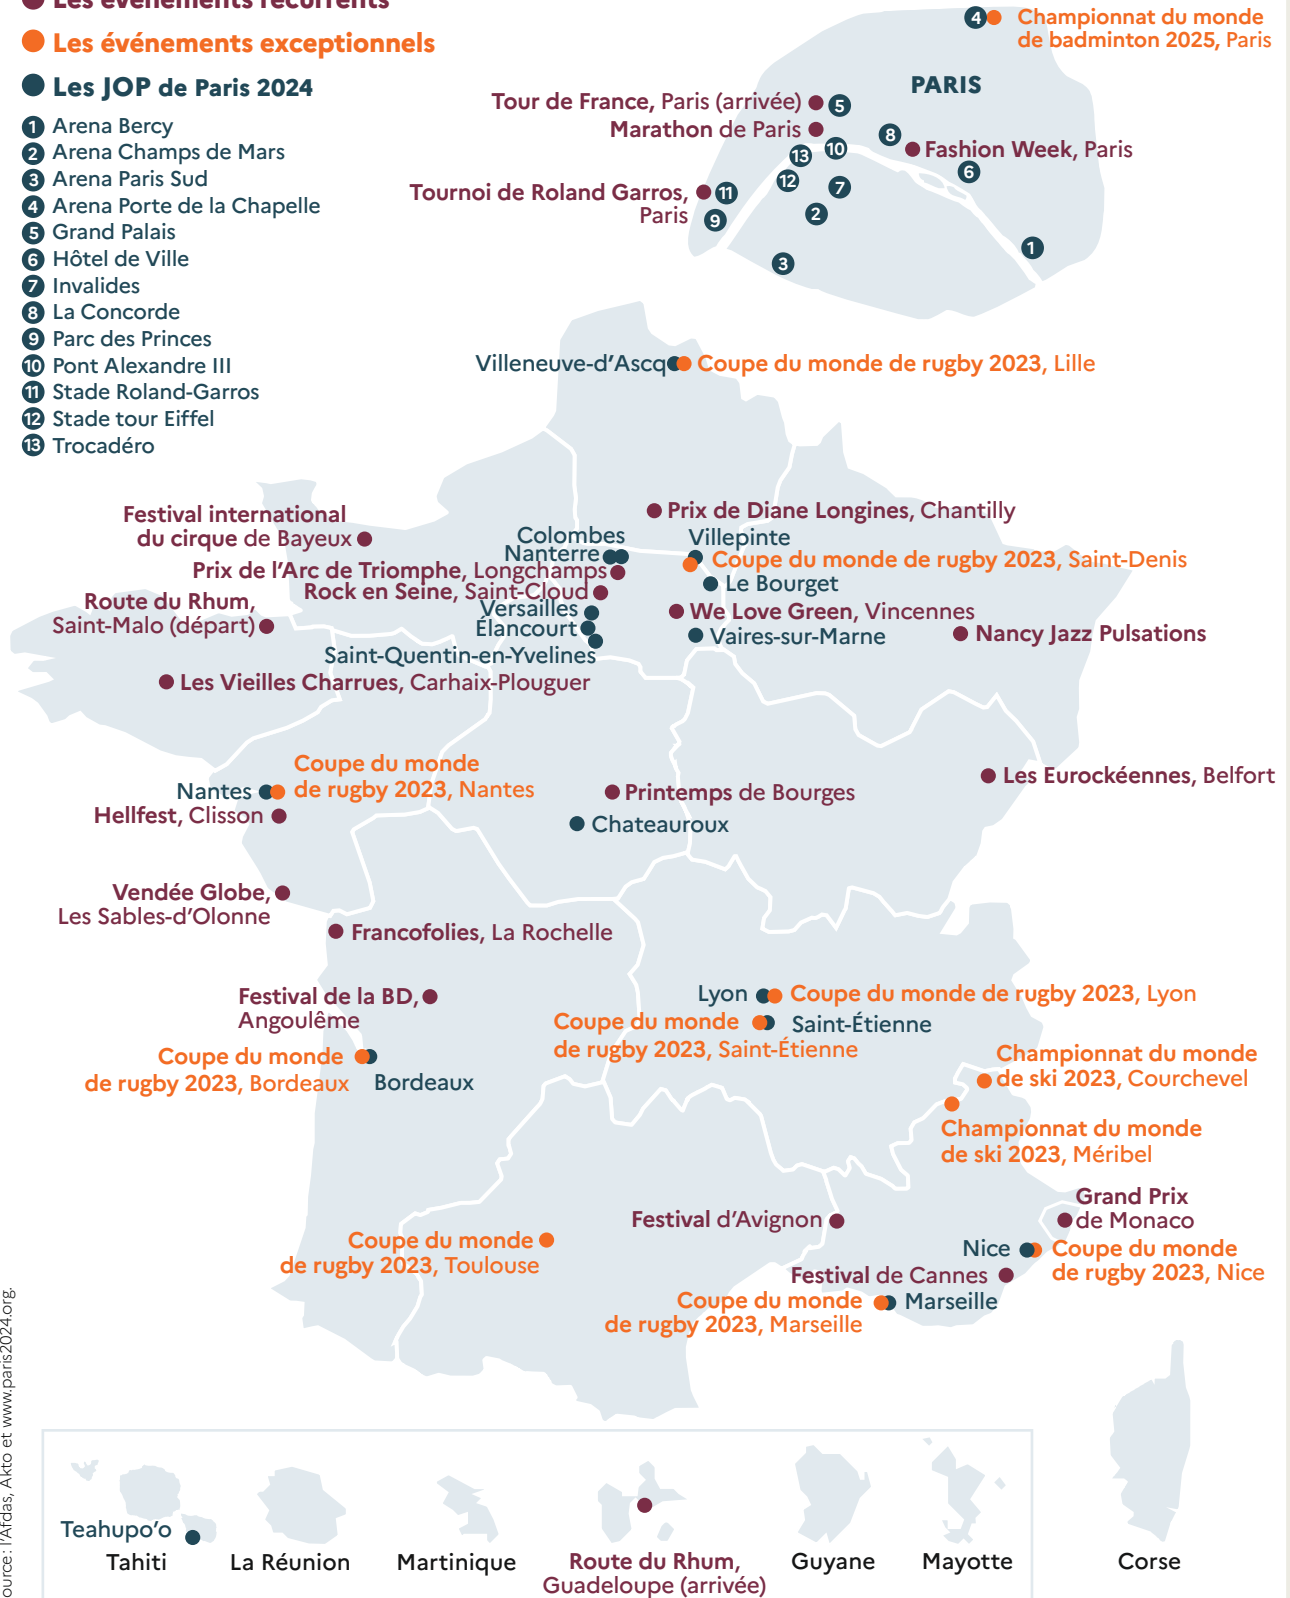 Les événements récurrents
Les événements exceptionnels
Les JOP de Paris 2024
1 Arena Bercy
2 Arena Champs de Mars
3 Arena Paris Sud
4 Arena Porte de la Chapelle
5 Grand Palais
6 Hôtel de Ville
7 Invalides
8 La Concorde
9 Parc des Princes
10 Pont Alexandre III
11 Stade Roland-Garros
12 Stade tour Eiffel
13 Trocadéro
4
Championnat du monde
de badminton 2025, Paris
PARIS
Tour de France, Paris (arrivée)
5
Marathon de Paris
8
13
10
Fashion Week, Paris
6
12
7
Tournoi de Roland Garros,
Paris
11
9
2
1
3
Villeneuve-d’Ascq
Coupe du monde de rugby 2023, Lille
Festival international
du cirque de Bayeux
Prix de Diane Longines, Chantilly
Colombes
Nanterre
Villepinte
Coupe du monde de rugby 2023, Saint-Denis
Prix de l’Arc de Triomphe, Longchamps
Le Bourget
Rock en Seine, Saint-Cloud
Route du Rhum,
Saint-Malo (départ)
Versailles
We Love Green, Vincennes
Élancourt
Vaires-sur-Marne
Nancy Jazz Pulsations
Saint-Quentin-en-Yvelines
Les Vieilles Charrues, Carhaix-Plouguer
Coupe du monde
de rugby 2023, Nantes
Nantes
Hellfest, Clisson
Printemps de Bourges
Les Eurockéennes, Belfort
Chateauroux
Vendée Globe,
Les Sables-d’Olonne
Francofolies, La Rochelle
Festival de la BD,
Angoulême
Lyon
Coupe du monde de rugby 2023, Lyon
Coupe du monde
de rugby 2023, Saint-Étienne
Saint-Étienne
Coupe du monde
de rugby 2023, Bordeaux
Bordeaux
Championnat du monde
de ski 2023, Courchevel
Championnat du monde
de ski 2023, Méribel
Grand Prix
de Monaco
Festival d’Avignon
Coupe du monde
de rugby 2023, Toulouse
Nice
Coupe du monde
de rugby 2023, Nice
Festival de Cannes
Coupe du monde
de rugby 2023, Marseille
Marseille
Teahupo’o
Tahiti
La Réunion
Martinique
Route du Rhum,
Guadeloupe (arrivée)
Guyane
Mayotte
Corse
ource: l’Afdas, Akto et www.paris2024.org.